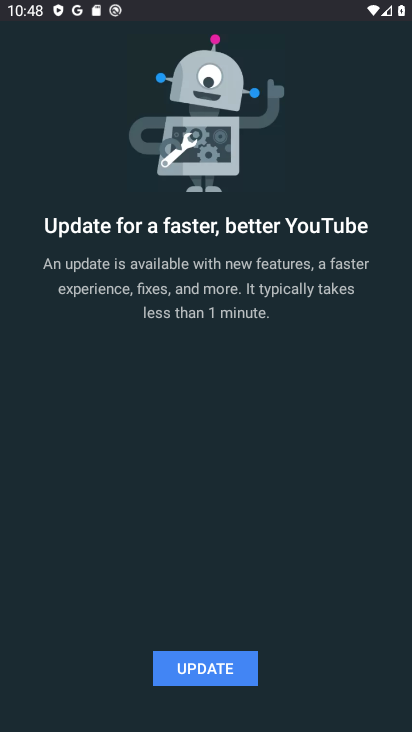 10:48
Update for a faster, better YouTube
An update is available with new features, a faster
experience, fixes, and more. It typically takes
less than 1 minute.
UPDATE